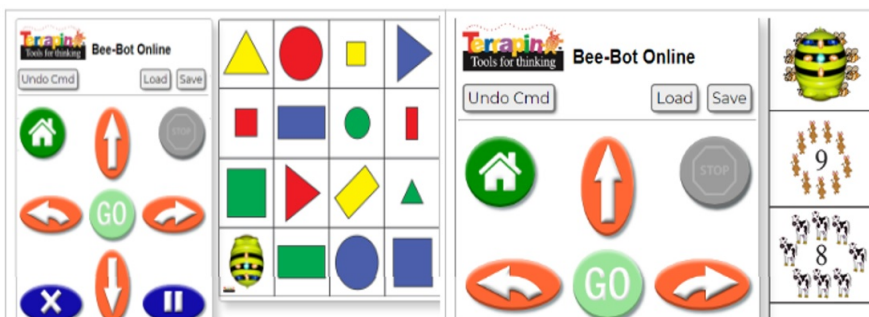 Terrapin
Tools for thinking
Bee-Bot Online
Undo Cmd
Load
Save
STOP
GO
Terrapin
Tools for thinking
Bee-Bot Online
Undo Cmd
Load
Save
STOP
GO
9
8